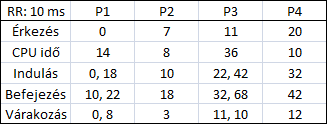 RR: 10 ms P1 P2 P3 P4
Érkezés 0 7 11 20
CPU idő 14 8 36 10
Indulás 0, 18 10 22, 42 32
Befejezés 10, 22 18 32, 68 42
Várakozás 0, 8 3 11, 10 12